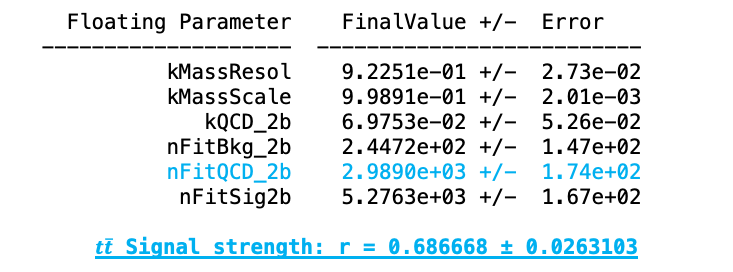 Floating Parameter FinalValue +/- Error
-------------------- --------------------------
kMassResol 9.2251e-01 +/- 2.73e-02
kMassScale 9.9891e-01 +/- 2.01e-03
kQCD_2b 6.9753e-02 +/- 5.26e-02
nFitBkg_2b 2.4472e+02 +/- 1.47e+02
nFitQCD_2b 2.9890e+03 +/- 1.74e+02
nFitSig2b 5.2763e+03 +/- 1.67e+02
tt̄ Signal strength: r = 0.686668 ± 0.0263103